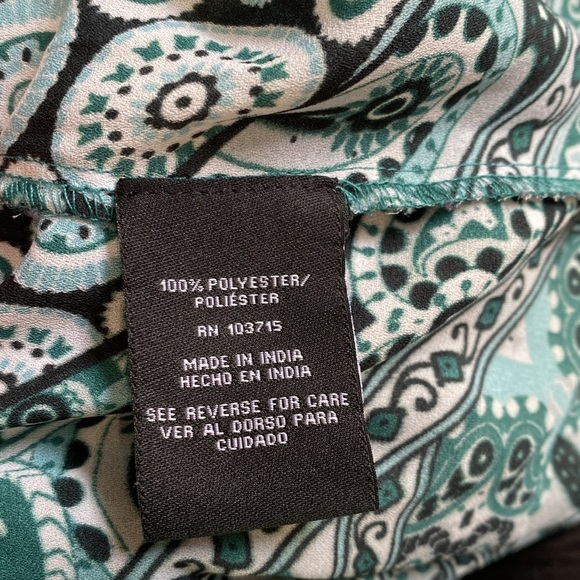 100% POLYESTER/
POLIÉSTER
RN 103715
MADE IN INDIA
HECHO EN INDIA
SEE REVERSE FOR CARE
VER AL DORSO PARA
CUIDADO